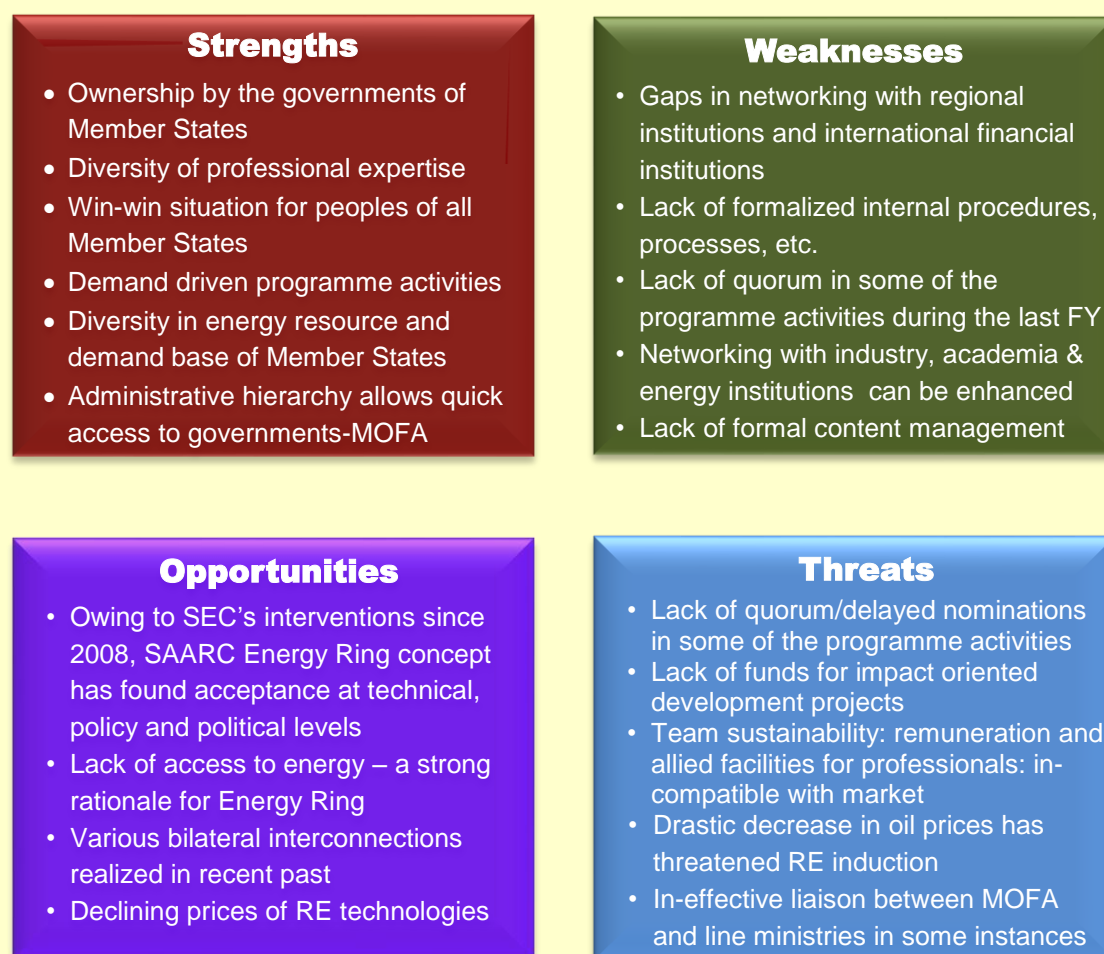 Strengths
• Ownership by the governments of
Member States
• Diversity of professional expertise
• Win-win situation for peoples of all
Member States
• Demand driven programme activities
• Diversity in energy resource and
demand base of Member States
• Administrative hierarchy allows quick
access to governments-MOFA
Weaknesses
• Gaps in networking with regional
institutions and international financial
institutions
• Lack of formalized internal procedures,
processes, etc.
• Lack of quorum in some of the
programme activities during the last FY
• Networking with industry, academia &
energy institutions  can be enhanced
• Lack of formal content management
Opportunities
• Owing to SEC’s interventions since
2008, SAARC Energy Ring concept
has found acceptance at technical,
policy and political levels
• Lack of access to energy – a strong
rationale for Energy Ring
• Various bilateral interconnections
realized in recent past
• Declining prices of RE technologies
Threats
• Lack of quorum/delayed nominations
in some of the programme activities
• Lack of funds for impact oriented
development projects
• Team sustainability: remuneration and
allied facilities for professionals: in-
compatible with market
• Drastic decrease in oil prices has
threatened RE induction
• In-effective liaison between MOFA
and line ministries in some instances